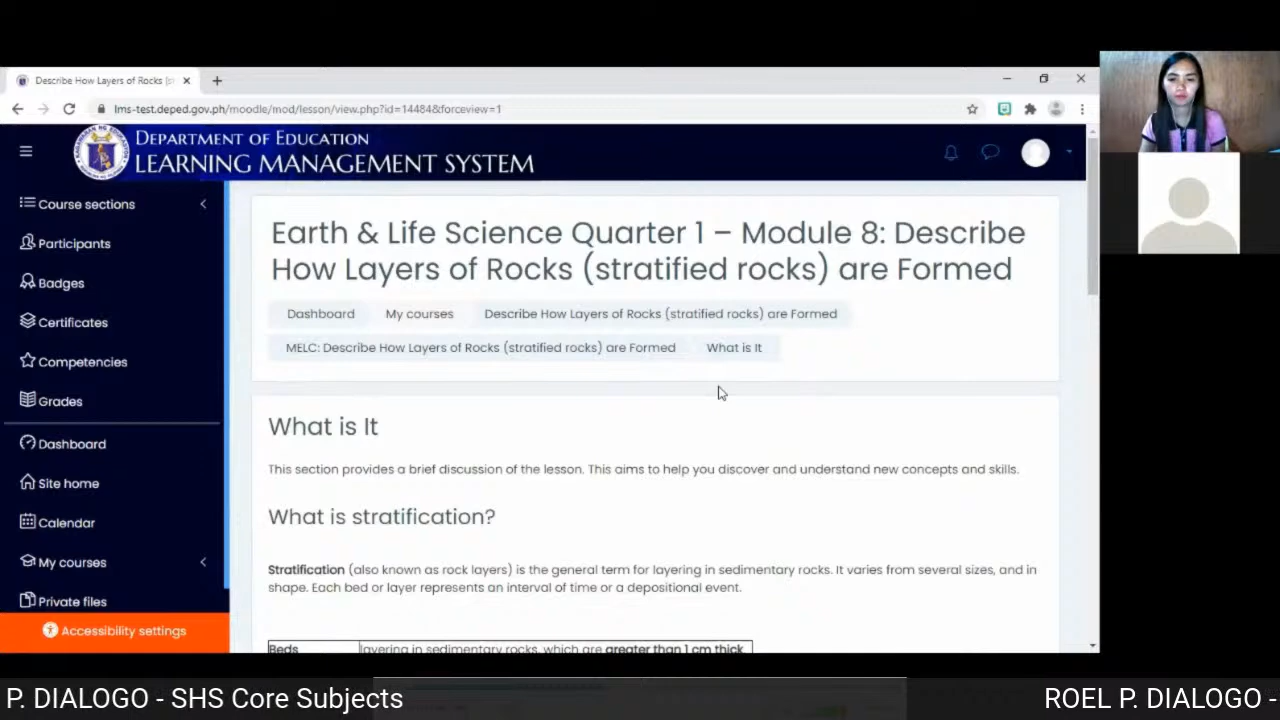 Describe How Layers of Rocks (s
lms-test.deped.gov.ph/moodle/mod/lesson/view.php?id=14484&forceview=1
DEPARTMENT OF EDUCATION
LEARNING MANAGEMENT SYSTEM
Course sections
Participants
Badges
Certificates
Competencies
Grades
Dashboard
Site home
Calendar
My courses
Private files
Accessibility settings
Earth & Life Science Quarter 1 – Module 8: Describe
How Layers of Rocks (stratified rocks) are Formed
Dashboard My courses Describe How Layers of Rocks (stratified rocks) are Formed
MELC: Describe How Layers of Rocks (stratified rocks) are Formed What is It
What is It
This section provides a brief discussion of the lesson. This aims to help you discover and understand new concepts and skills.
What is stratification?
Stratification (also known as rock layers) is the general term for layering in sedimentary rocks. It varies from several sizes, and in
shape. Each bed or layer represents an interval of time or a depositional event.
Beds layering in sedimentary rocks, which are greater than 1 cm thick
P. DIALOGO - SHS Core Subjects
ROEL P. DIALOGO -